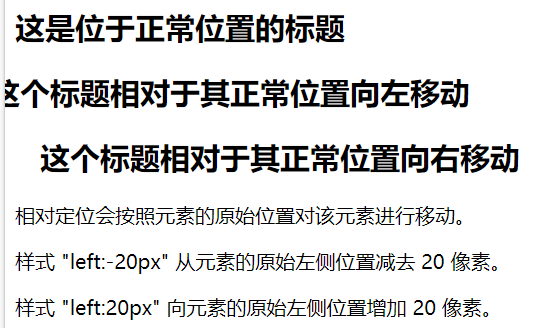 这是位于正常位置的标题
这个标题相对于其正常位置向左移动
这个标题相对于其正常位置向右移动
相对定位会按照元素的原始位置对该元素进行移动。
样式 "left:-20px" 从元素的原始左侧位置减去 20 像素。
样式 "left:20px" 向元素的原始左侧位置增加 20 像素。